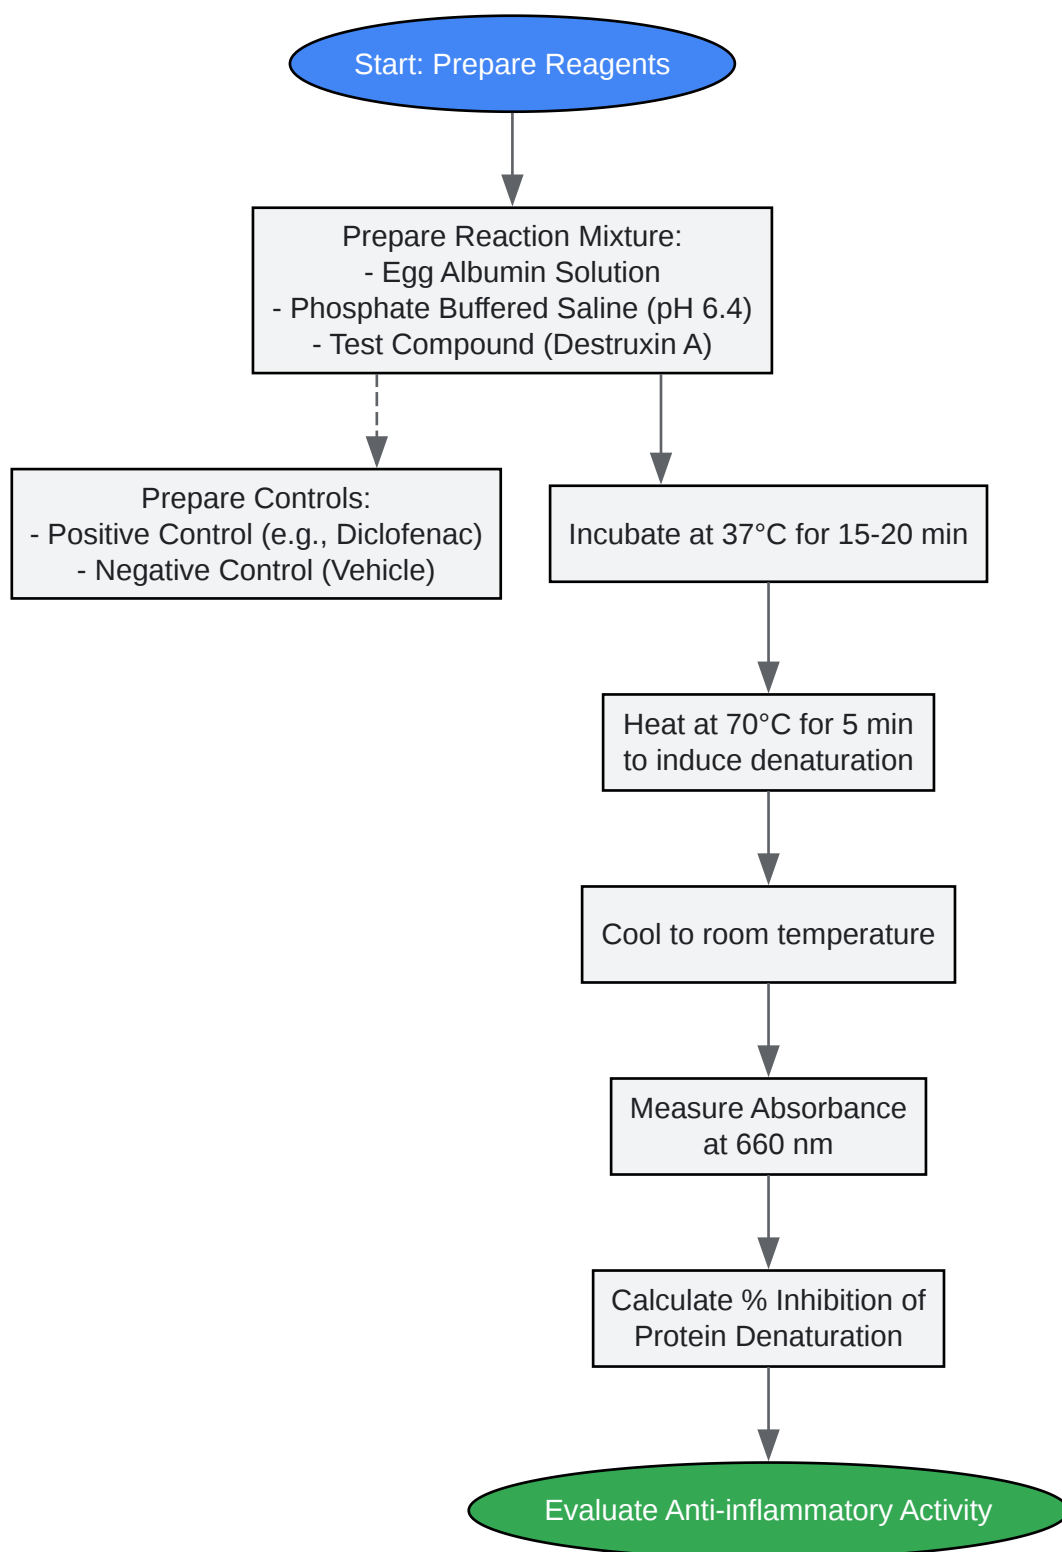 Start: Prepare Reagents
Prepare Reaction Mixture:
- Egg Albumin Solution
- Phosphate Buffered Saline (pH 6.4)
- Test Compound (Destruxin A)
Prepare Controls:
- Positive Control (e.g., Diclofenac)
- Negative Control (Vehicle)
Incubate at 37°C for 15-20 min
Heat at 70°C for 5 min
to induce denaturation
Cool to room temperature
Measure Absorbance
at 660 nm
Calculate % Inhibition of
Protein Denaturation
Evaluate Anti-inflammatory Activity